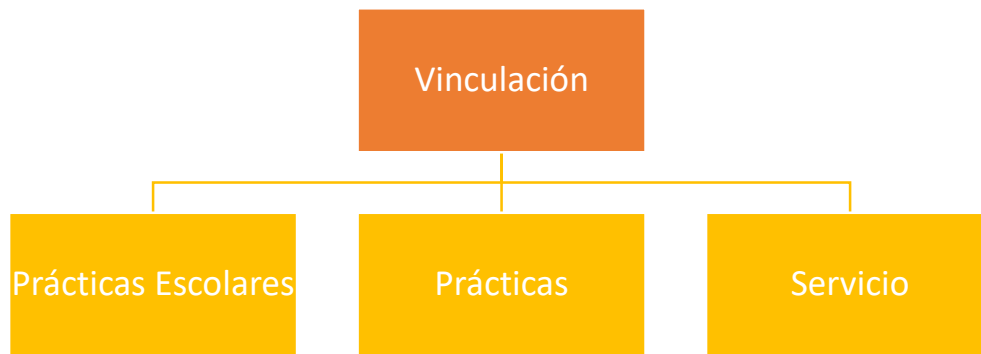 Vinculación
Prácticas Escolares
Prácticas
Servicio